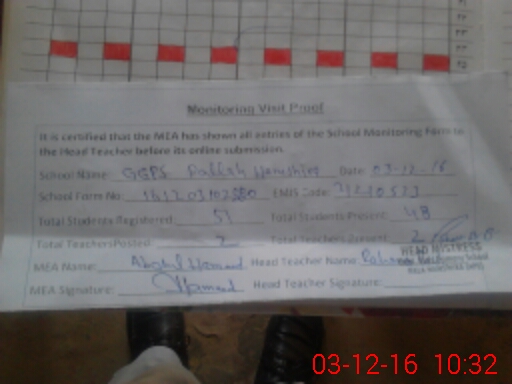 Monitoring Visit Proof
It is certified that the MEA has shown all entries of the School Monitoring Form to
the Head Teacher before its online submission.
School Name: GGPS Date: 03-12-16
School Form No: EMIS Code:
Total Students Registered: 51 Total Students Present: 48
Total Teachers Posted: 2 Total Teachers Present: 2
HEAD MISTRESS
MEA Name: Abdul Hameed Head Teacher Name:
MEA Signature: Hameed Head Teacher Signature:
03-12-16 10:32